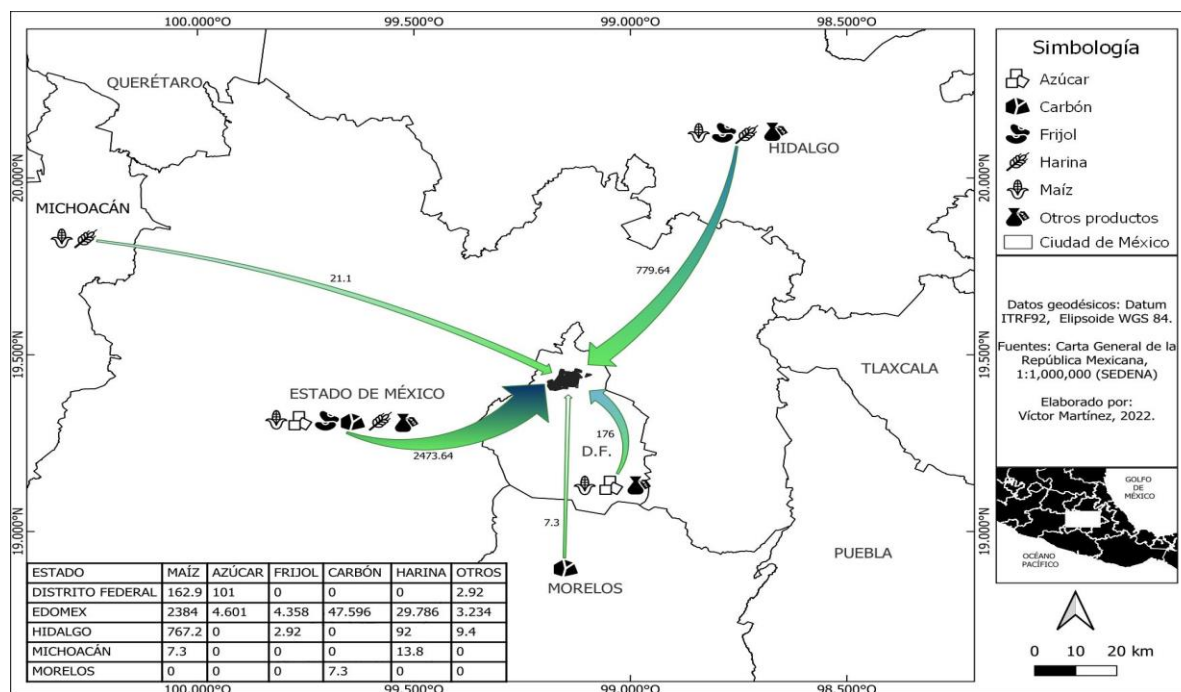 100.000°O 99.500°O 99.000°O 98.500°O
QUERÉTARO
HIDALGO
20.000°N 20.000°N
MICHOACÁN
21.1
779.64
19.500°N 19.500°N
TLAXCALA
ESTADO DE MÉXICO
2473.64
176
D.F.
7.3
19.000°N 19.000°N
PUEBLA
MORELOS
ESTADO MAÍZ AZÚCAR FRIJOL CARBÓN HARINA OTROS
DISTRITO FEDERAL 162.9 101 0 0 0 2.92
EDOMEX 2384 4.601 4.358 47.596 29.786 3.234
HIDALGO 767.2 0 2.92 0 92 9.4
MICHOACÁN 7.3 0 0 0 13.8 0
MORELOS 0 0 0 7.3 0 0
100.000°O 99.500°O 99.000°O 98.500°O
Simbología
Azúcar
Carbón
Frijol
Harina
Maíz
Otros productos
Ciudad de México
Datos geodésicos: Datum
ITRF92, Elipsoide WGS 84.
Fuentes: Carta General de la
República Mexicana,
1:1,000,000 (SEDENA)
Elaborado por:
Víctor Martínez, 2022.
GOLFO
DE
MÉXICO
OCÉANO
PACÍFICO
0 10 20 km